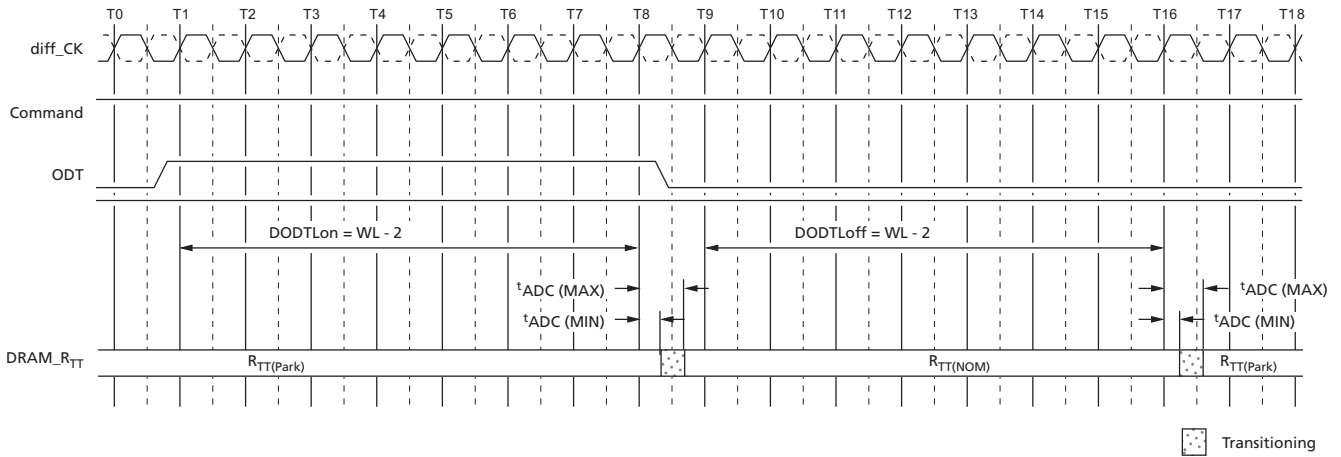 T0 T1 T2 T3 T4 T5 T6 T7 T8 T9 T10 T11 T12 T13 T14 T15 T16 T17 T18
diff_CK
Command
ODT
DODTLon = WL - 2 DODTLoff = WL - 2
tADC (MAX) tADC (MAX)
tADC (MIN) tADC (MIN)
DRAM_RTT RTT(Park) RTT(NOM) RTT(Park)
Transitioning